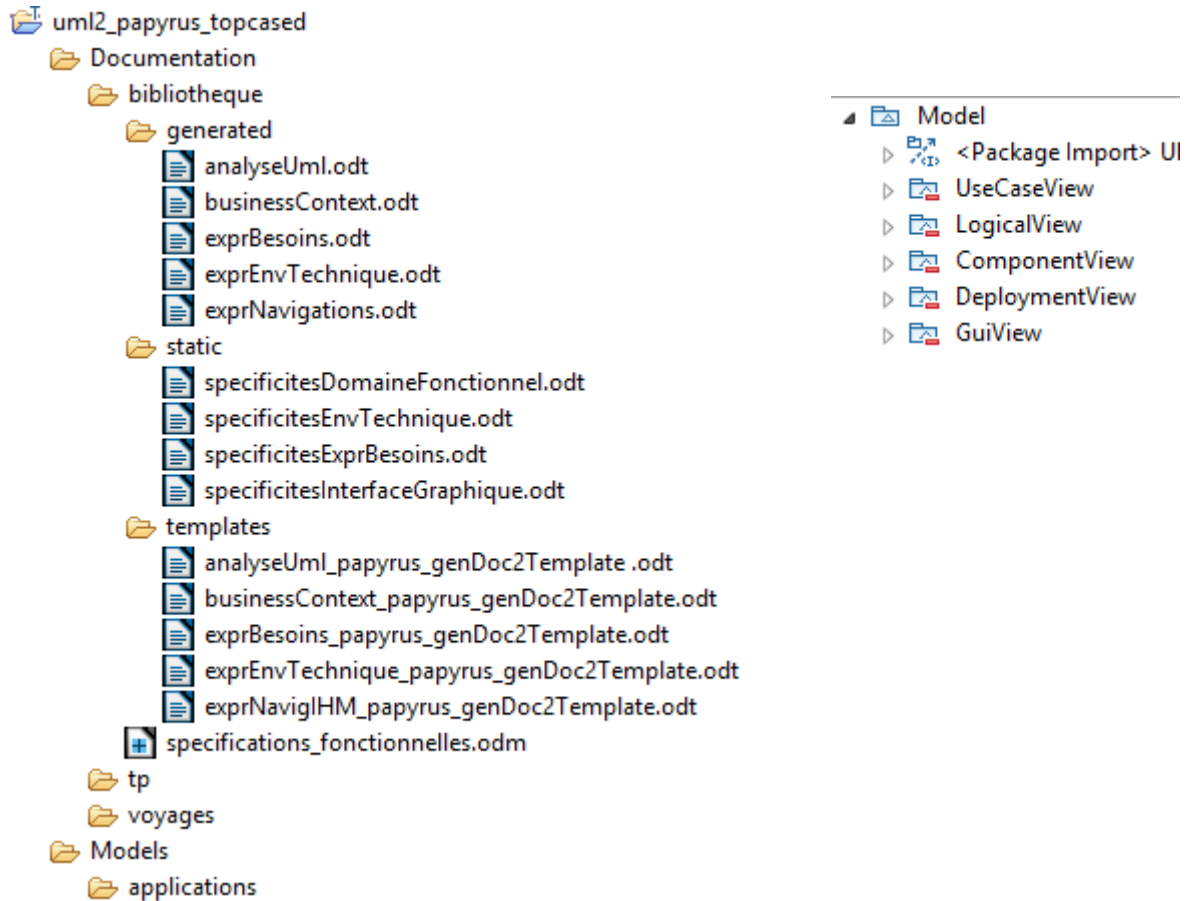 uml2_papyrus_topcased
Documentation
bibliotheque
generated
analyseUml.odt
businessContext.odt
exprBesoins.odt
exprEnvTechnique.odt
exprNavigations.odt
static
specificitesDomaineFonctionnel.odt
specificitesEnvTechnique.odt
specificitesExprBesoins.odt
specificitesInterfaceGraphique.odt
templates
analyseUml_papyrus_genDoc2Template .odt
businessContext_papyrus_genDoc2Template.odt
exprBesoins_papyrus_genDoc2Template.odt
exprEnvTechnique_papyrus_genDoc2Template.odt
exprNavigIHM_papyrus_genDoc2Template.odt
specifications_fonctionnelles.odm
tp
voyages
Models
applications
Model
<Package Import>
UseCaseView
LogicalView
ComponentView
DeploymentView
GuiView